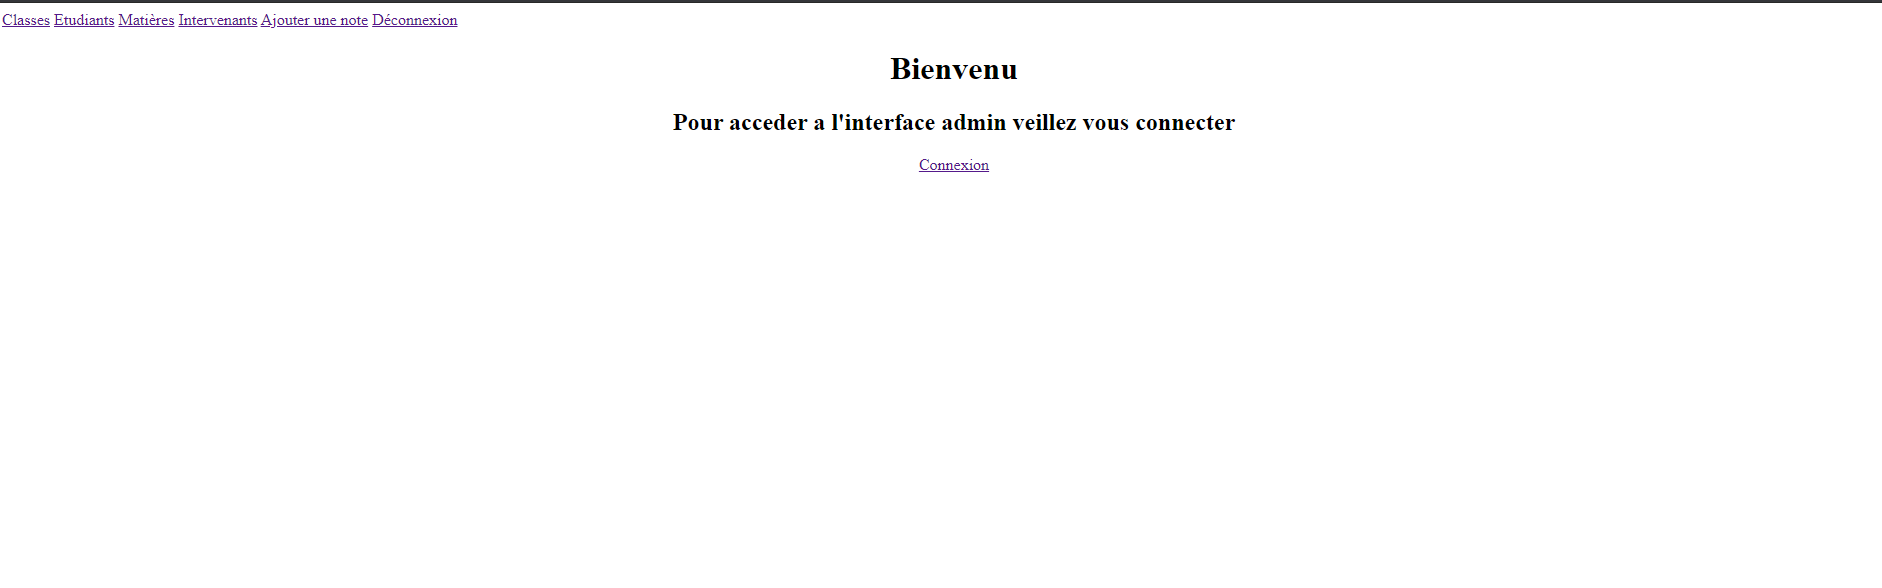 Classes Etudiants Matières Intervenants Ajouter une note Déconnexion
Bienvenu
Pour acceder a l'interface admin veillez vous connecter
Connexion